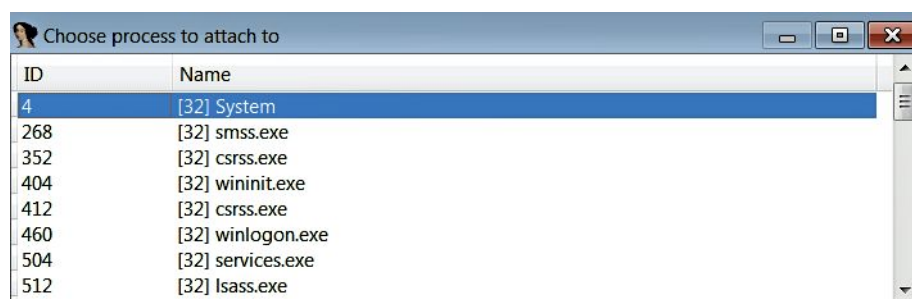 Choose process to attach to
ID Name
4 [32] System
268 [32] smss.exe
352 [32] csrss.exe
404 [32] wininit.exe
412 [32] csrss.exe
460 [32] winlogon.exe
504 [32] services.exe
512 [32] lsass.exe